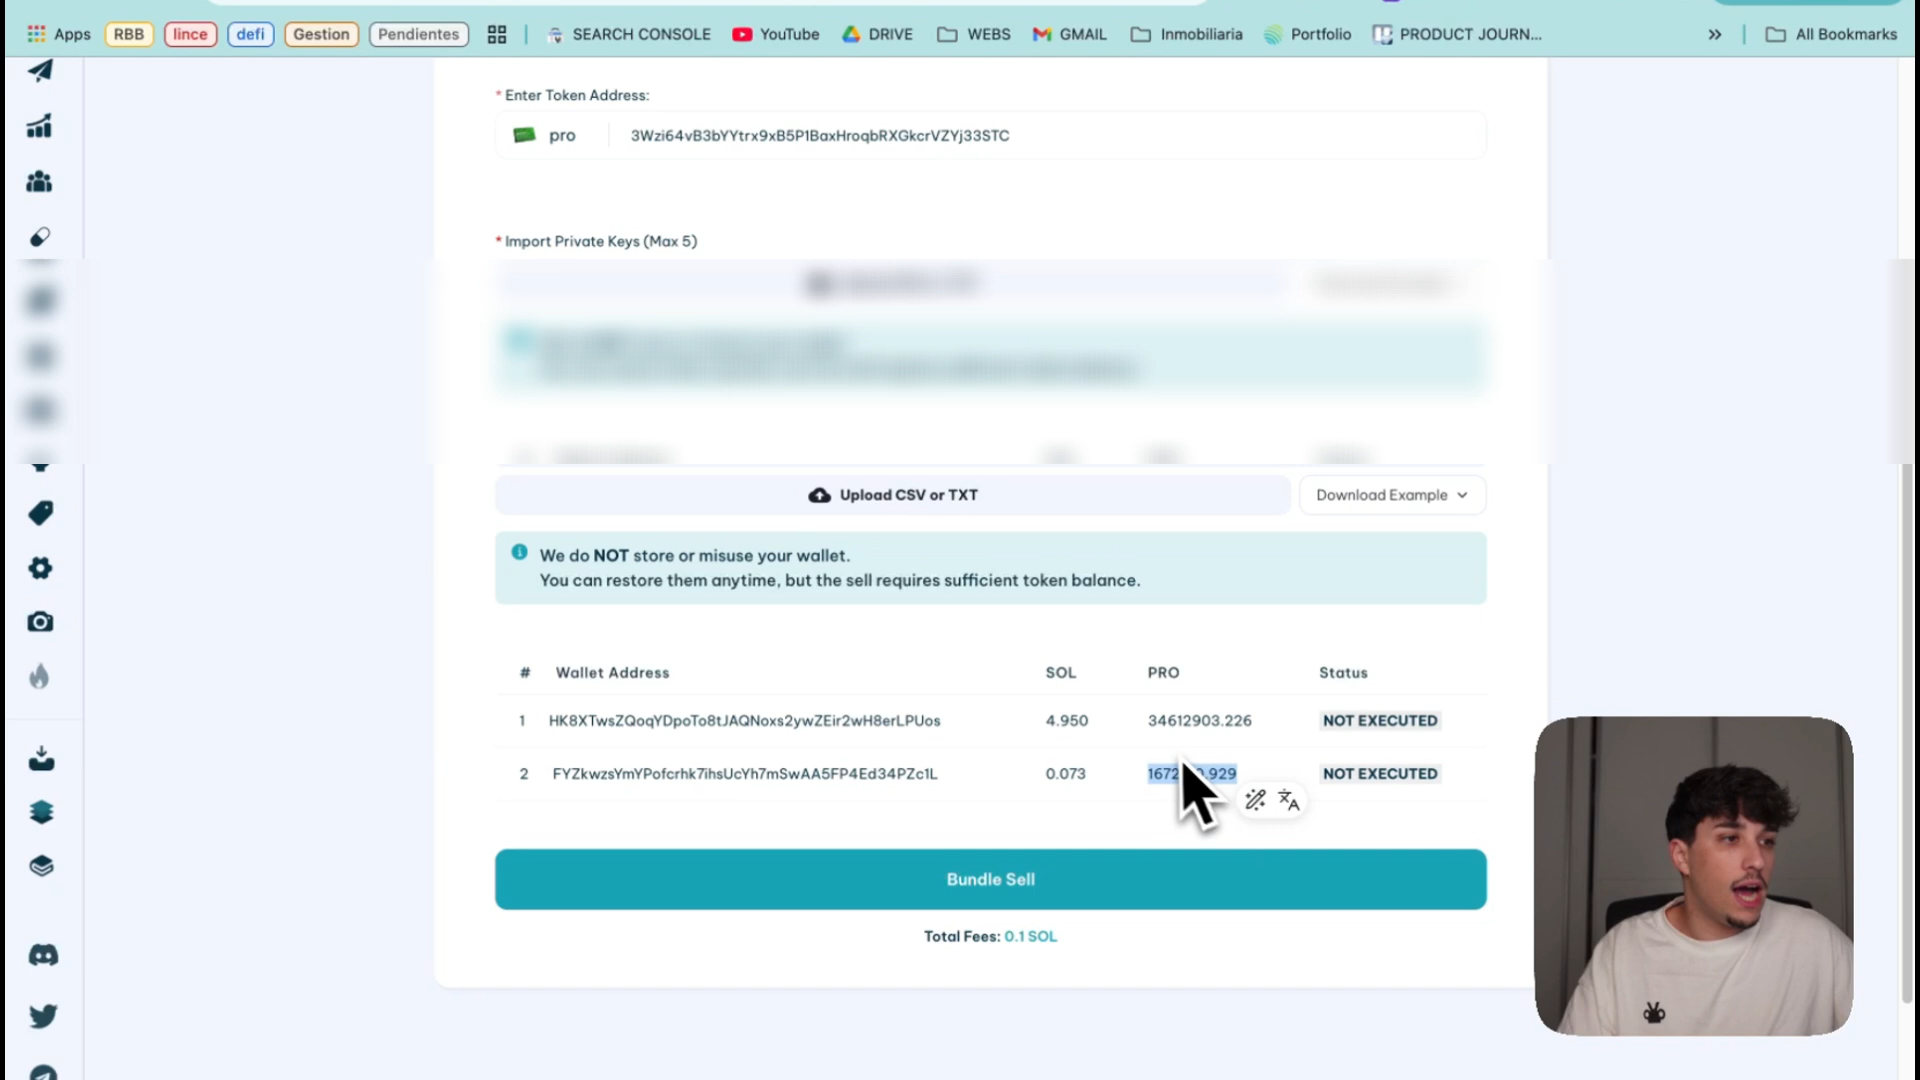 Apps RBB lince defi Gestion Pendientes SEARCH CONSOLE YouTube DRIVE WEBS GMAIL Inmobiliaria Portfolio PRODUCT JOURN... » All Bookmarks
* Enter Token Address:
pro 3Wzi64vB3bYYtrx9xB5P1BaxHroqbRXGkcrVZYj33STC
* Import Private Keys (Max 5)
Upload CSV or TXT Download Example
We do NOT store or misuse your wallet.
You can restore them anytime, but the sell requires sufficient token balance.
# Wallet Address SOL PRO Status
1 HK8XTwsZQoqYDpoTo8tJAQNoxs2ywZEir2wH8erLPUos 4.950 34612903.226 NOT EXECUTED
2 FYZkwzsYmYPofcrhk7ihsUcYh7mSwAA5FP4Ed34PZc1L 0.073 NOT EXECUTED
Bundle Sell
Total Fees: 0.1 SOL